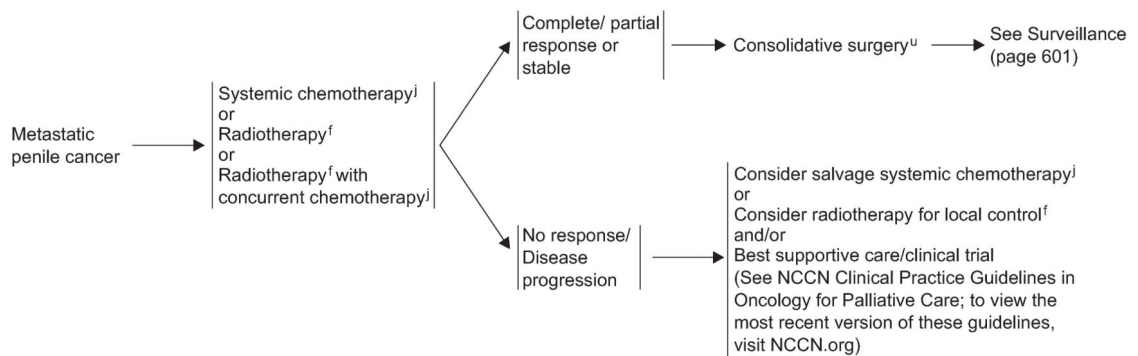 Metastatic
penile cancer
Systemic chemotherapyʲ
or
Radiotherapyᶠ
or
Radiotherapyᶠ with
concurrent chemotherapyʲ
Complete/ partial
response or
stable
Consolidative surgeryᵘ
See Surveillance
(page 601)
No response/
Disease
progression
Consider salvage systemic chemotherapyʲ
or
Consider radiotherapy for local controlᶠ
and/or
Best supportive care/clinical trial
(See NCCN Clinical Practice Guidelines in
Oncology for Palliative Care; to view the
most recent version of these guidelines,
visit NCCN.org)